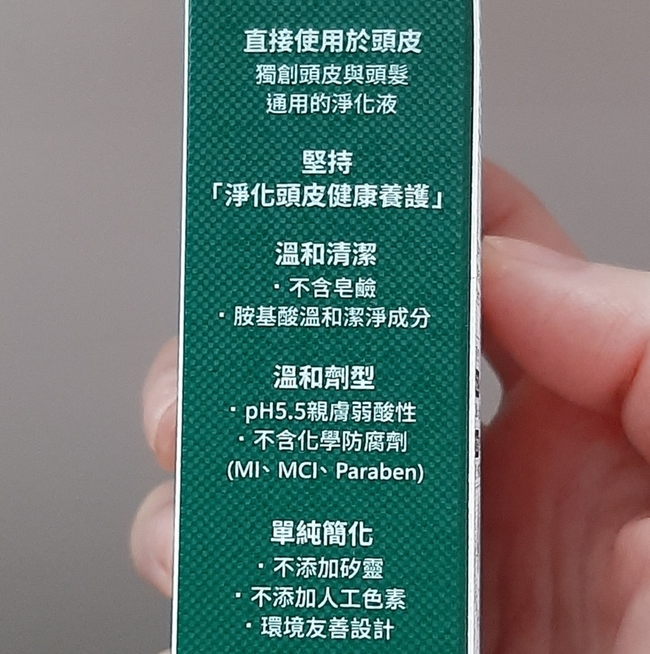 直接使用於頭皮
獨創頭皮與頭髮
通用的淨化液
堅持
「淨化頭皮健康養護」
溫和清潔
·不含皂鹼
·胺基酸溫和潔淨成分
溫和劑型
·pH5.5親膚弱酸性
·不含化學防腐劑
(MI、MCI、Paraben)
單純簡化
·不添加矽靈
·不添加人工色素
·環境友善設計